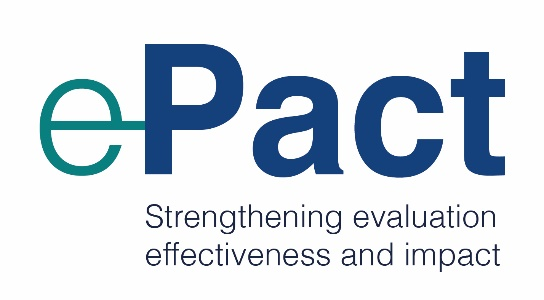 ePact
Strengthening evaluation
effectiveness and impact